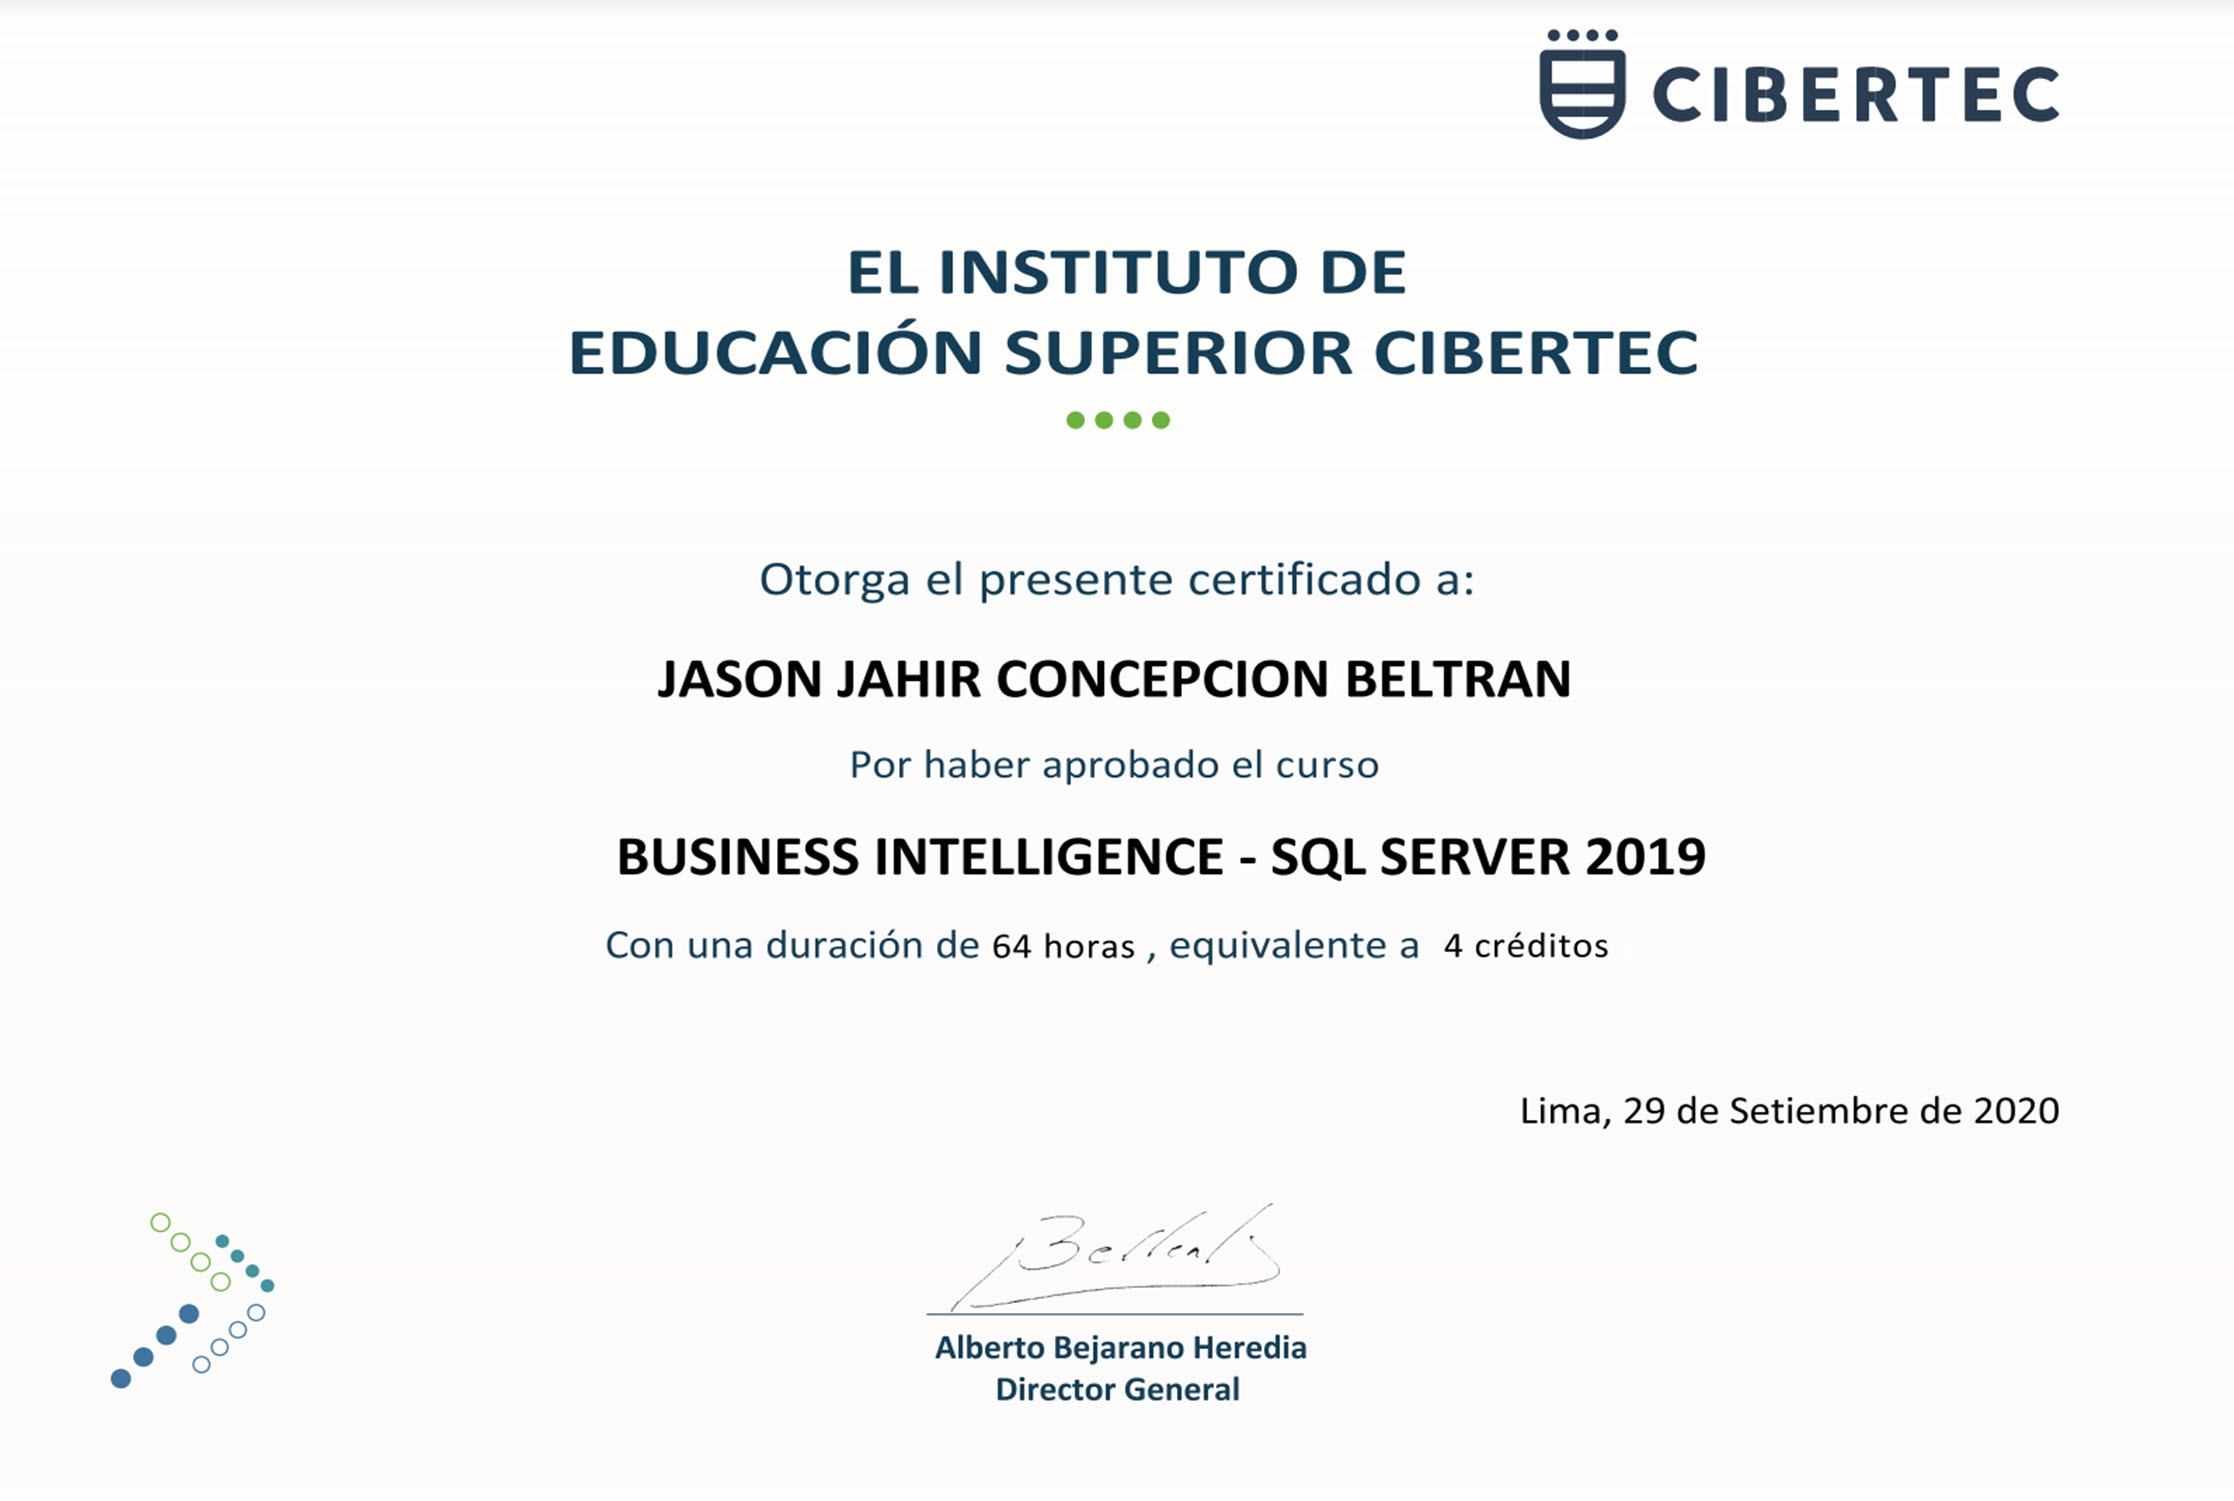 CIBERTEC
EL INSTITUTO DE
EDUCACIÓN SUPERIOR CIBERTEC
Otorga el presente certificado a:
JASON JAHIR CONCEPCION BELTRAN
Por haber aprobado el curso
BUSINESS INTELLIGENCE - SQL SERVER 2019
Con una duración de 64 horas , equivalente a 4 créditos
Lima, 29 de Setiembre de 2020
Alberto Bejarano Heredia
Director General